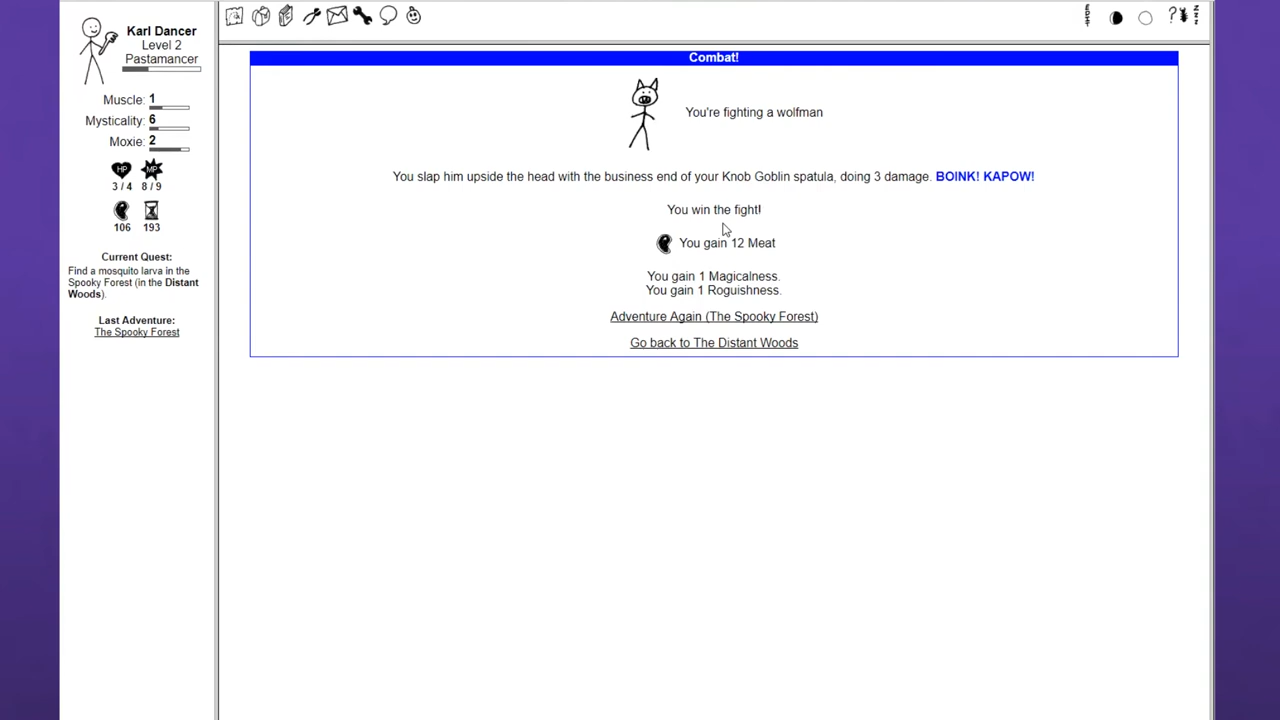 Karl Dancer
Level 2
Pastamancer
Muscle: 1
Mysticality: 6
Moxie: 2
HP MP
3 / 4 8 / 9
106 193
Current Quest:
Find a mosquito larva in the
Spooky Forest (in the Distant
Woods).
Last Adventure:
The Spooky Forest
EDIT ? Zzz
Combat!
You're fighting a wolfman
You slap him upside the head with the business end of your Knob Goblin spatula, doing 3 damage. BOINK! KAPOW!
You win the fight!
You gain 12 Meat
You gain 1 Magicalness.
You gain 1 Roguishness.
Adventure Again (The Spooky Forest)
Go back to The Distant Woods